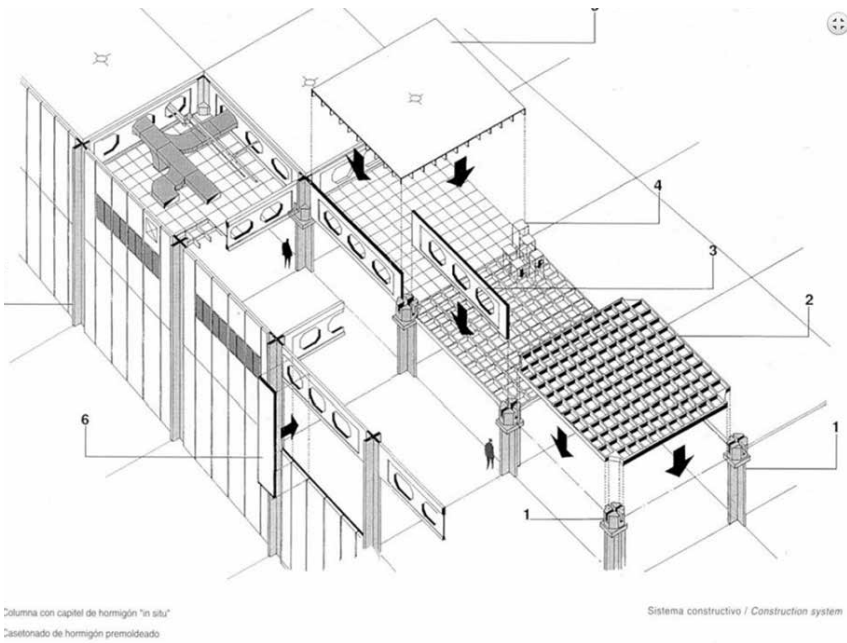 4
3
2
1
6
1
Columna con capitel de hormigón "in situ"
Casetonado de hormigón premoldeado
Sistema constructivo / Construction system